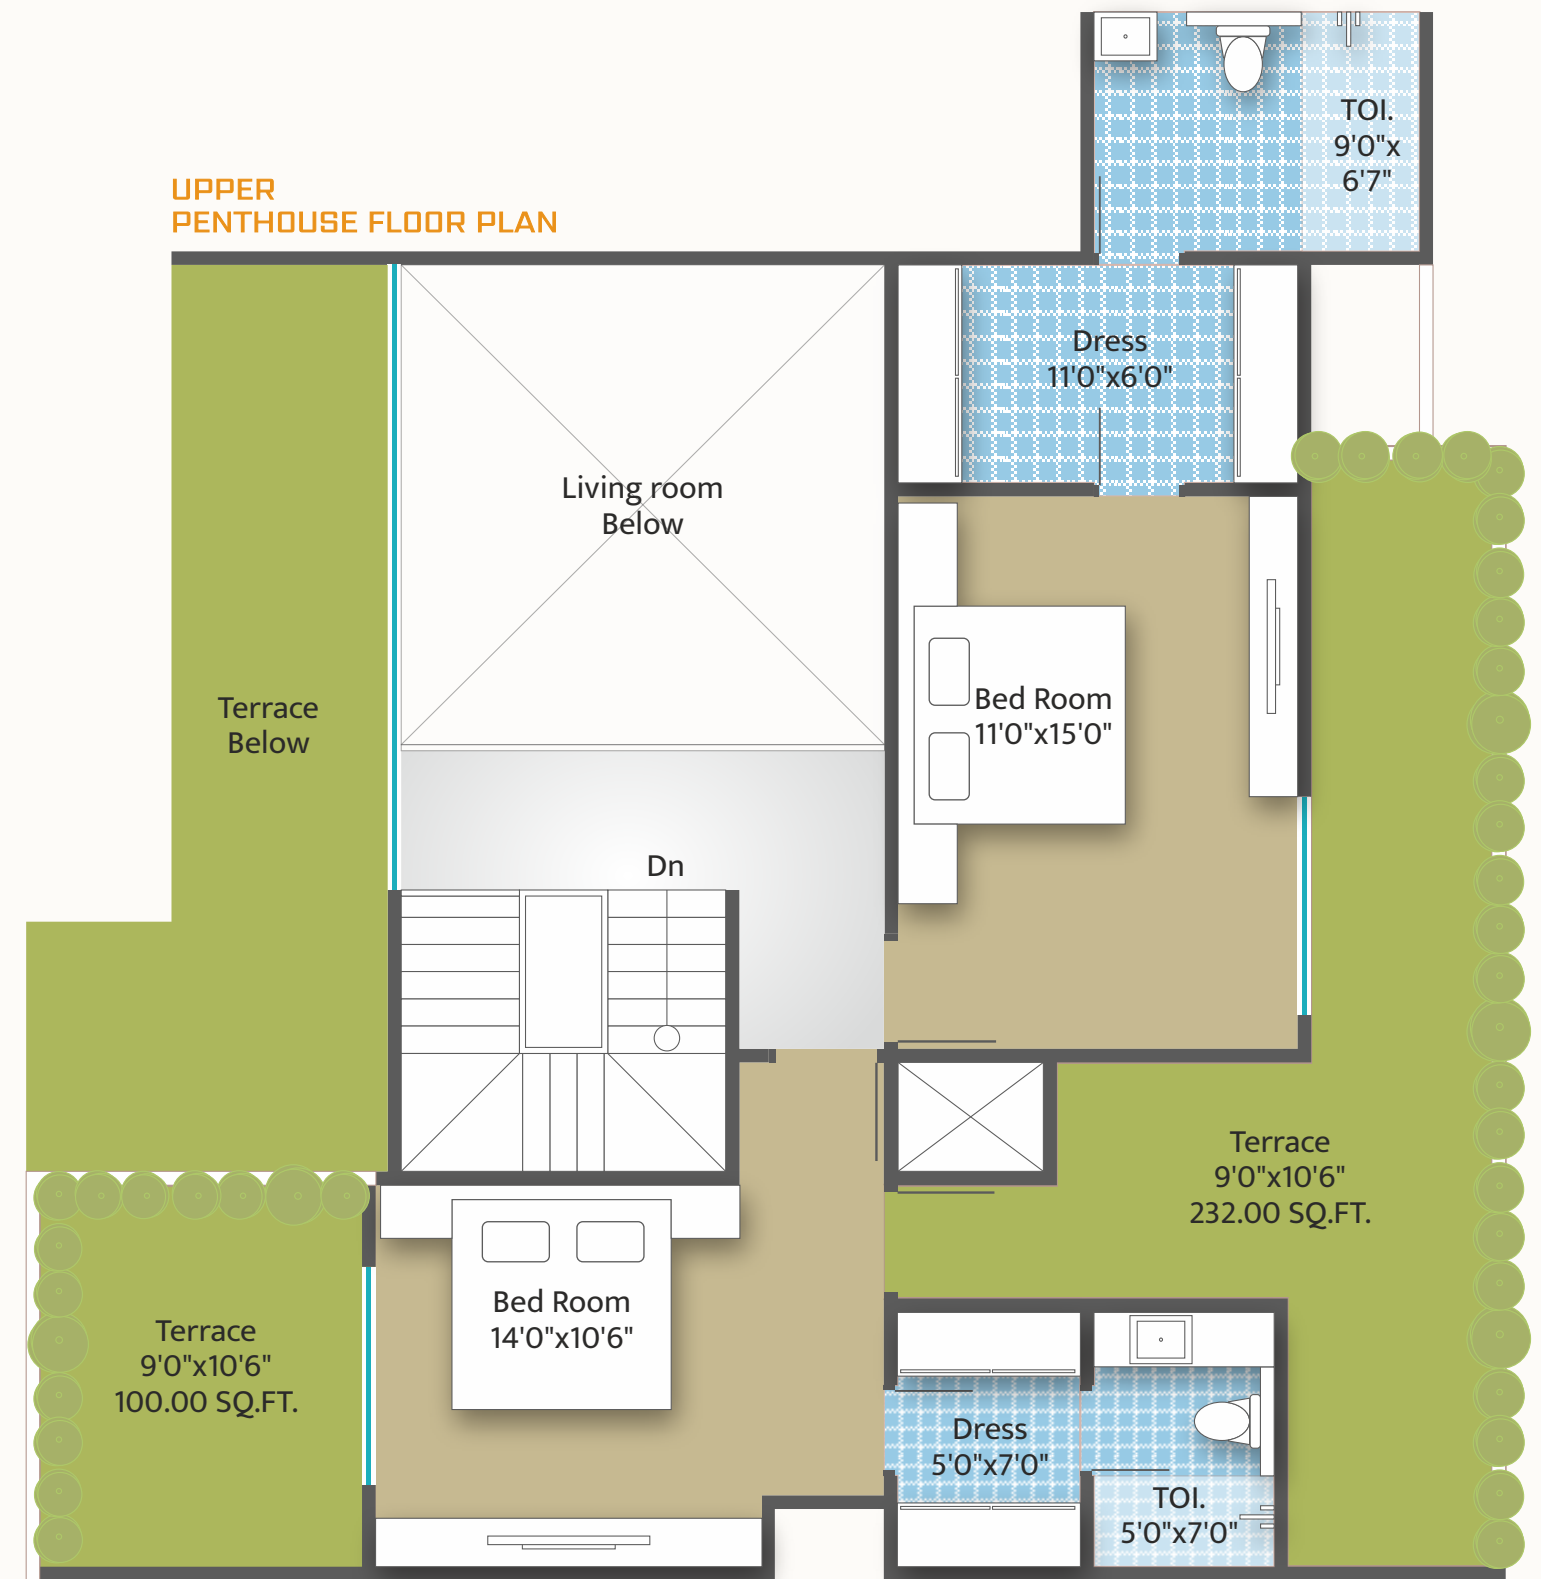 TOI.
9'0"x
6'7"
UPPER
PENTHOUSE FLOOR PLAN
Dress
11'0"x6'0"
Living room
Below
Bed Room
11'0"x15'0"
Terrace
Below
Dn
Terrace
9'0"x10'6"
232.00 SQ.FT.
Bed Room
14'0"x10'6"
Terrace
9'0"x10'6"
100.00 SQ.FT.
Dress
5'0"x7'0"
TOI.
5'0"x7'0"